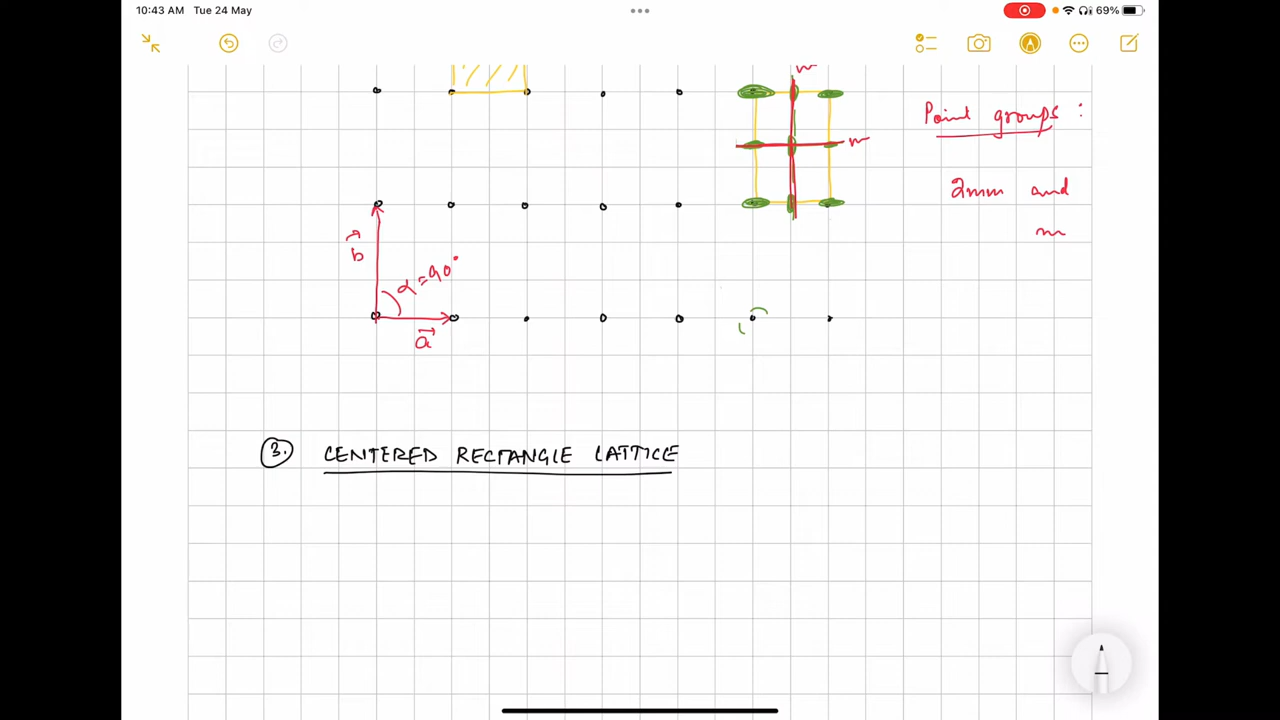 10:43 AM Tue 24 May
69%
m
m
Point groups :
2mm and
m
b
α = 90°
a
3. CENTERED RECTANGLE LATTICE